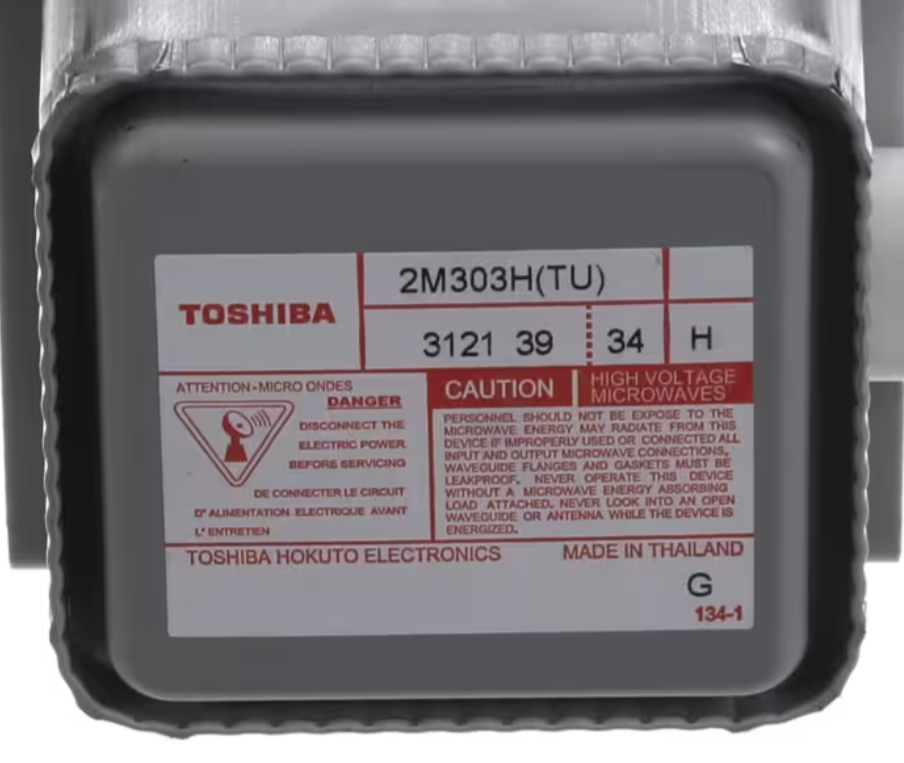 2M303H(TU)
TOSHIBA
3121 39 34 H
ATTENTION-MICRO ONDES
DANGER
DISCONNECT THE
ELECTRIC POWER
BEFORE SERVICING
DE CONNECTER LE CIRCUIT
D' ALIMENTATION ELECTRIQUE AVANT
L' ENTRETIEN
CAUTION
HIGH VOLTAGE
MICROWAVES
PERSONNEL SHOULD NOT BE EXPOSE TO THE
MICROWAVE ENERGY MAY RADIATE FROM THIS
DEVICE IF IMPROPERLY USED OR CONNECTED ALL
INPUT AND OUTPUT MICROWAVE CONNECTIONS,
WAVEGUIDE FLANGES AND GASKETS MUST BE
LEAKPROOF. NEVER OPERATE THIS DEVICE
WITHOUT A MICROWAVE ENERGY ABSORBING
LOAD ATTACHED. NEVER LOOK INTO AN OPEN
WAVEGUIDE OR ANTENNA WHILE THE DEVICE IS
ENERGIZED.
TOSHIBA HOKUTO ELECTRONICS MADE IN THAILAND
G
134-1